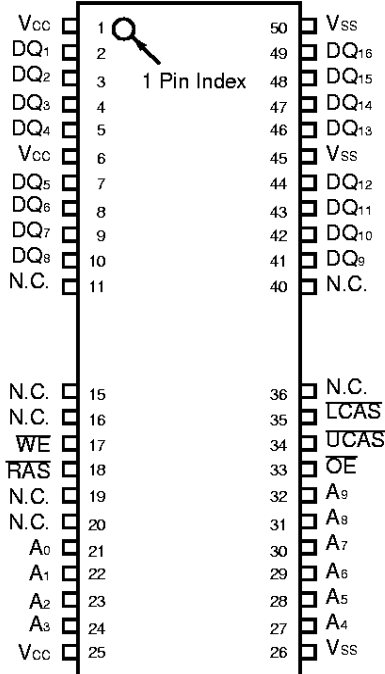 VCC 1 50 VSS
DQ1 2 49 DQ16
DQ2 3 1 Pin Index 48 DQ15
DQ3 4 47 DQ14
DQ4 5 46 DQ13
VCC 6 45 VSS
DQ5 7 44 DQ12
DQ6 8 43 DQ11
DQ7 9 42 DQ10
DQ8 10 41 DQ9
N.C. 11 40 N.C.
N.C. 15 36 N.C.
N.C. 16 35 LCAS
WE 17 34 UCAS
RAS 18 33 OE
N.C. 19 32 A9
N.C. 20 31 A8
A0 21 30 A7
A1 22 29 A6
A2 23 28 A5
A3 24 27 A4
VCC 25 26 VSS